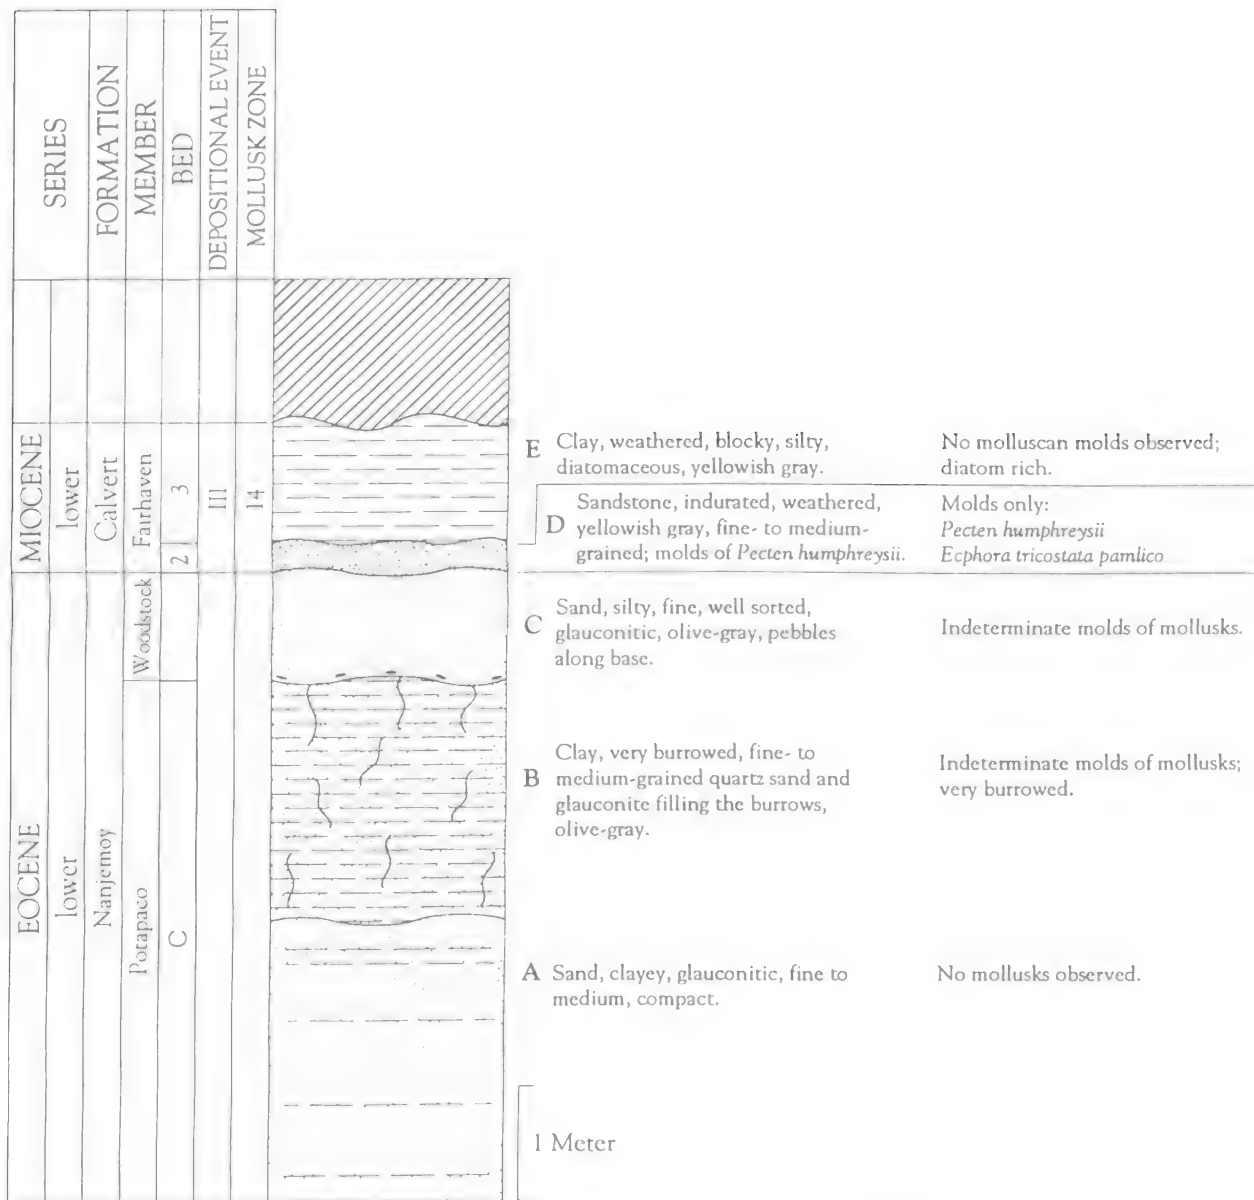 SERIES
FORMATION
MEMBER
BED
DEPOSITIONAL EVENT
MOLLUSK ZONE
MIOCENE
lower
Calvert
Fairhaven
3
2
III
14
E Clay, weathered, blocky, silty,
diatomaceous, yellowish gray.
No molluscan molds observed;
diatom rich.
D Sandstone, indurated, weathered,
yellowish gray, fine- to medium-
grained; molds of Pecten humphreysii.
Molds only:
Pecten humphreysii
Ecphora tricostata pamlico
EOCENE
lower
Nanjemoy
Woodstock
Potapaco
C
C Sand, silty, fine, well sorted,
glauconitic, olive-gray, pebbles
along base.
Indeterminate molds of mollusks.
B Clay, very burrowed, fine- to
medium-grained quartz sand and
glauconite filling the burrows,
olive-gray.
Indeterminate molds of mollusks;
very burrowed.
A Sand, clayey, glauconitic, fine to
medium, compact.
No mollusks observed.
1 Meter